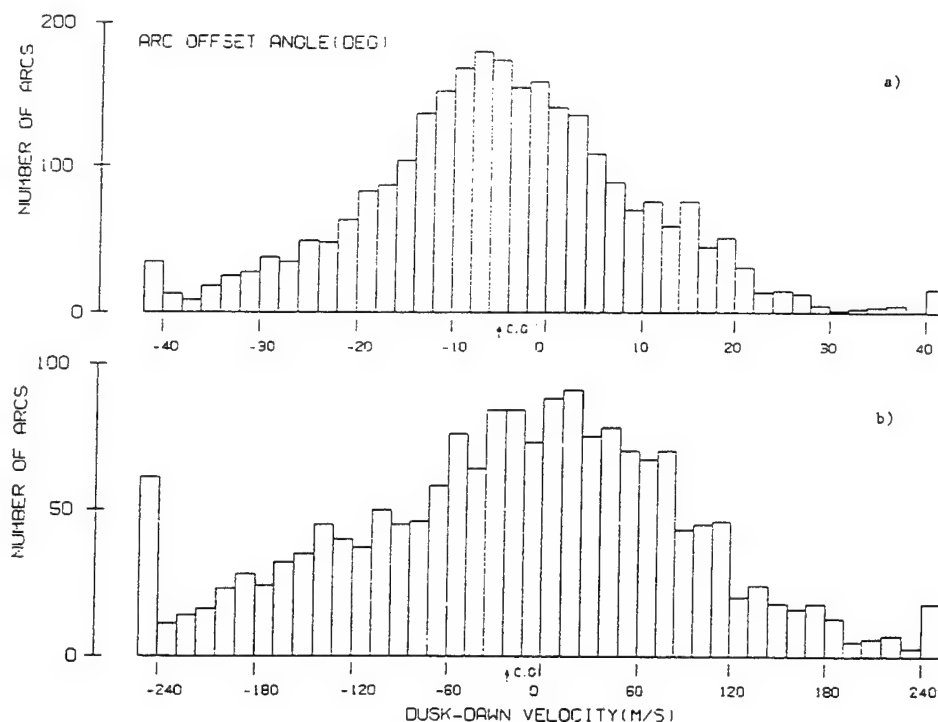 200
ARC OFFSET ANGLE(DEG)
a)
NUMBER OF ARCS
100
0
-40 -30 -20 -10 0 10 20 30 40
C.G
100
b)
NUMBER OF ARCS
50
0
-240 -180 -120 -60 0 60 120 180 240
C.G
DUSK-DAWN VELOCITY(M/S)